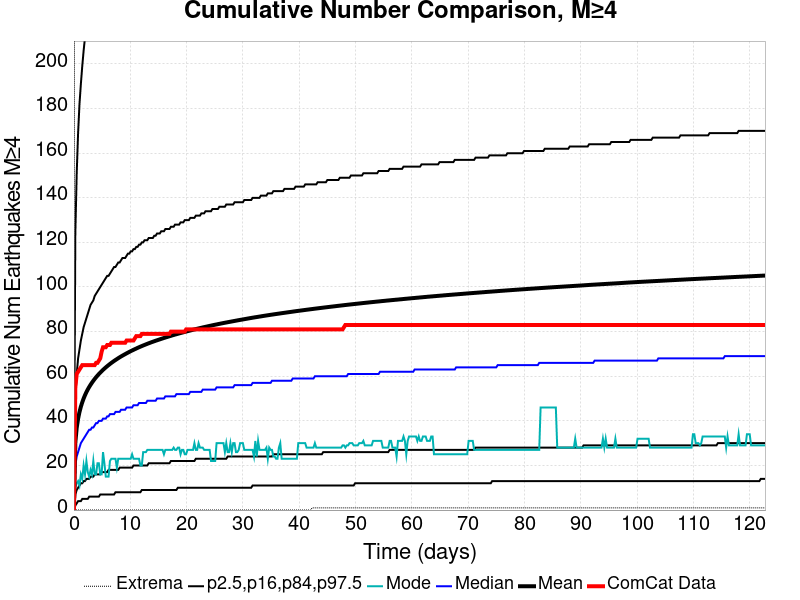 Cumulative Number Comparison, M≥4
Cumulative Num Earthquakes M≥4
200
180
160
140
120
100
80
60
40
20
0
0 10 20 30 40 50 60 70 80 90 100 110 120
Time (days)
Extrema p2.5,p16,p84,p97.5 Mode Median Mean ComCat Data